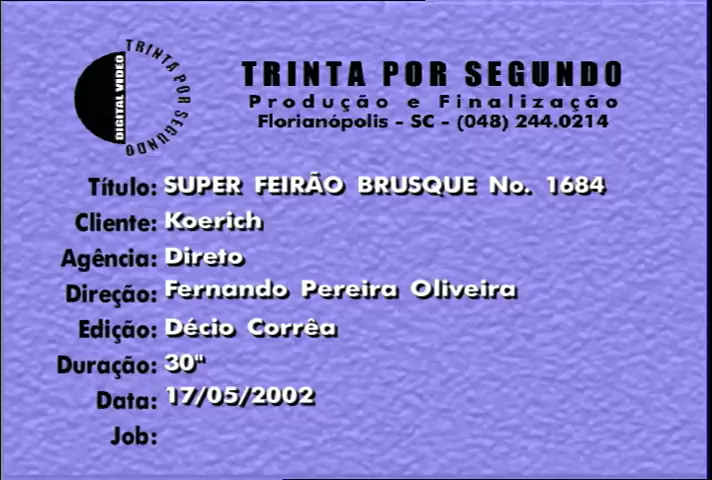 TRINTA POR SEGUNDO
DIGITAL VIDEO
TRINTA POR SEGUNDO
Produção e Finalização
Florianópolis - SC - (048) 244.0214
Título: SUPER FEIRÃO BRUSQUE No. 1684
Cliente: Koerich
Agência: Direto
Direção: Fernando Pereira Oliveira
Edição: Décio Corrêa
Duração: 30"
Data: 17/05/2002
Job: